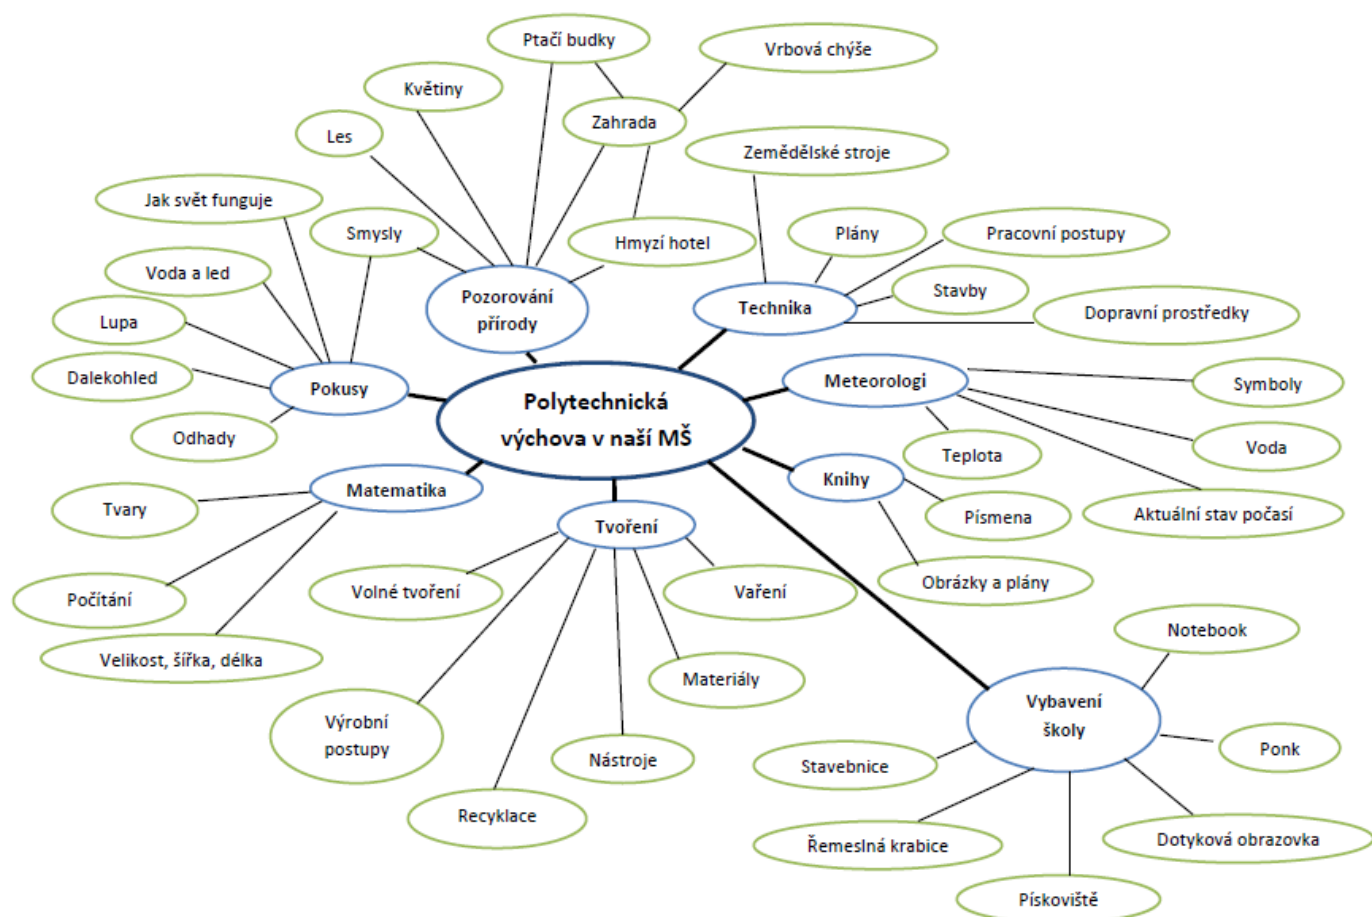 Ptačí budky
Vrbová chýše
Květiny
Zahrada
Les
Zemědělské stroje
Jak svět funguje
Smysly
Hmyzí hotel
Plány
Pracovní postupy
Voda a led
Pozorování
přírody
Technika
Stavby
Dopravní prostředky
Lupa
Dalekohled
Pokusy
Polytechnická
výchova v naší MŠ
Meteorologi
Symboly
Odhady
Voda
Teplota
Matematika
Knihy
Tvary
Tvoření
Písmena
Aktuální stav počasí
Počítání
Volné tvoření
Vaření
Obrázky a plány
Velikost, šířka, délka
Materiály
Notebook
Výrobní
postupy
Vybavení
školy
Nástroje
Stavebnice
Ponk
Recyklace
Řemeslná krabice
Dotyková obrazovka
Pískoviště